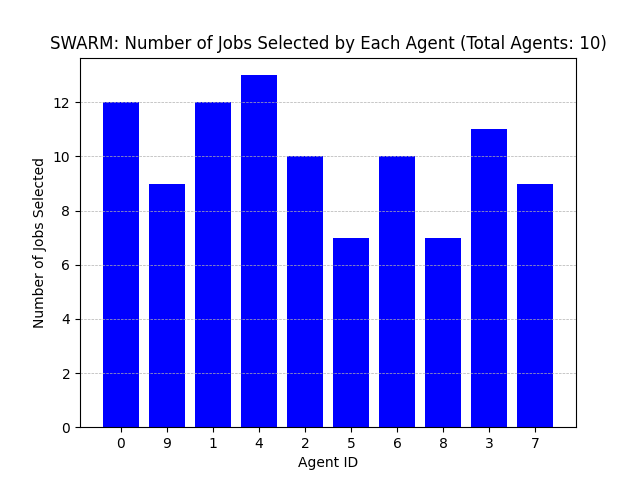 SWARM: Number of Jobs Selected by Each Agent (Total Agents: 10)
12
10
8
6
4
2
0
Number of Jobs Selected
0 9 1 4 2 5 6 8 3 7
Agent ID